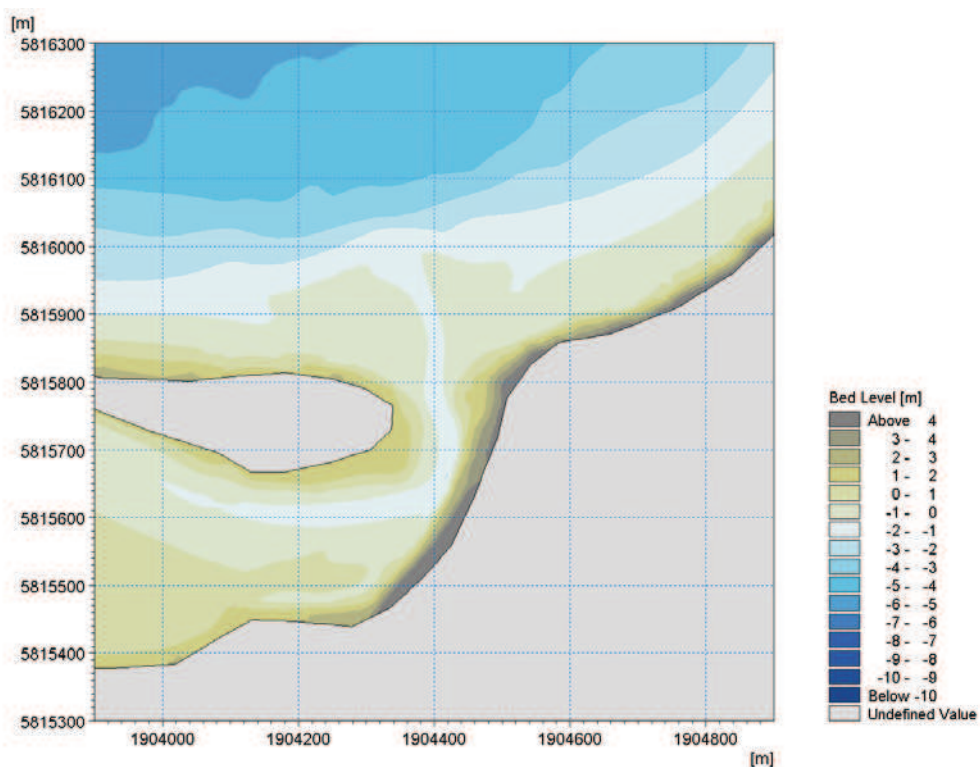 [m]
5816300
5816200
5816100
5816000
5815900
5815800
5815700
5815600
5815500
5815400
5815300
1904000 1904200 1904400 1904600 1904800
[m]
Bed Level [m]
Above 4
3 - 4
2 - 3
1 - 2
0 - 1
-1 - 0
-2 - -1
-3 - -2
-4 - -3
-5 - -4
-6 - -5
-7 - -6
-8 - -7
-9 - -8
-10 - -9
Below -10
Undefined Value